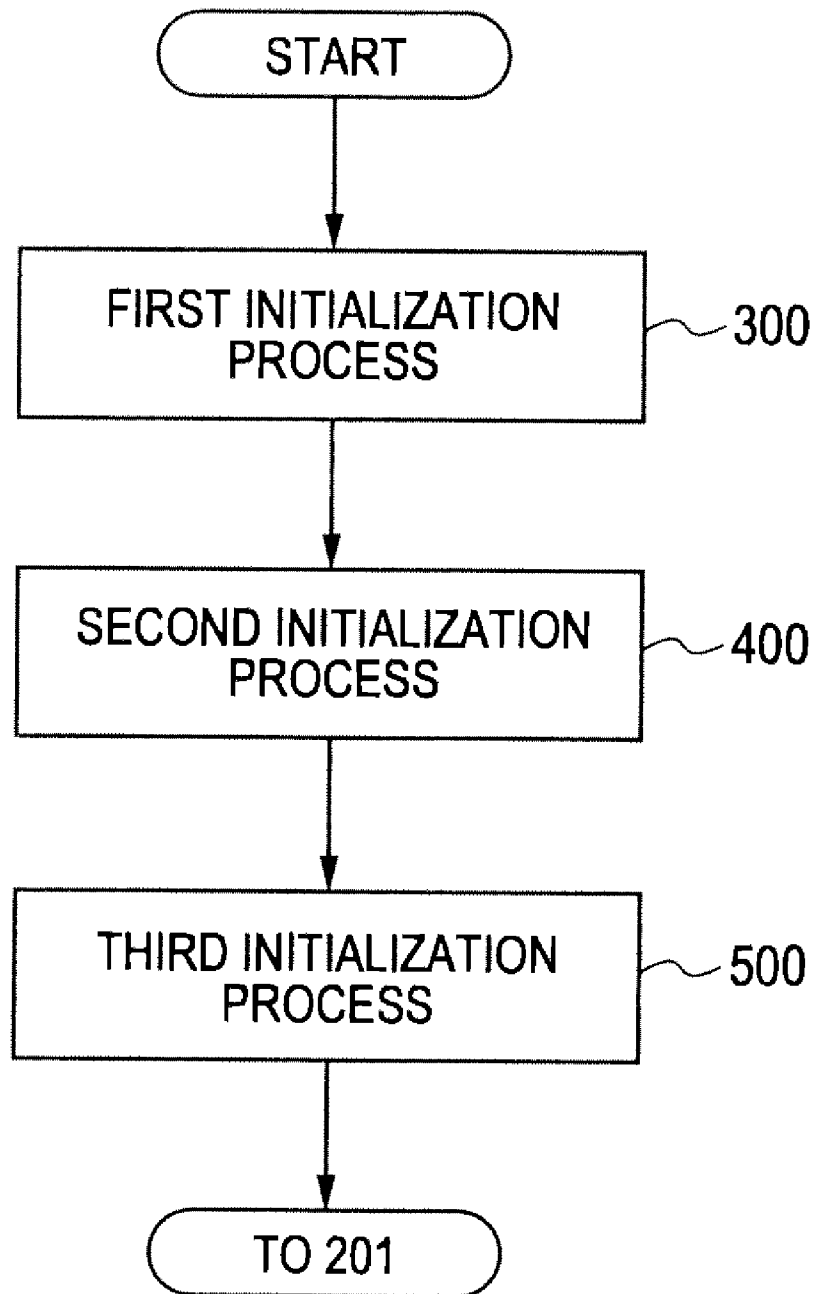 START
FIRST INITIALIZATION
PROCESS
300
SECOND INITIALIZATION
PROCESS
400
THIRD INITIALIZATION
PROCESS
500
TO 201